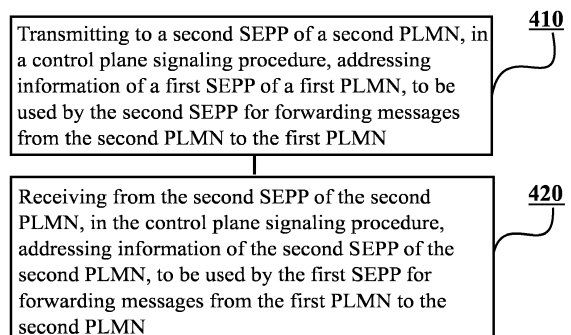 410
Transmitting to a second SEPP of a second PLMN, in
a control plane signaling procedure, addressing
information of a first SEPP of a first PLMN, to be
used by the second SEPP for forwarding messages
from the second PLMN to the first PLMN
420
Receiving from the second SEPP of the second
PLMN, in the control plane signaling procedure,
addressing information of the second SEPP of the
second PLMN, to be used by the first SEPP for
forwarding messages from the first PLMN to the
second PLMN